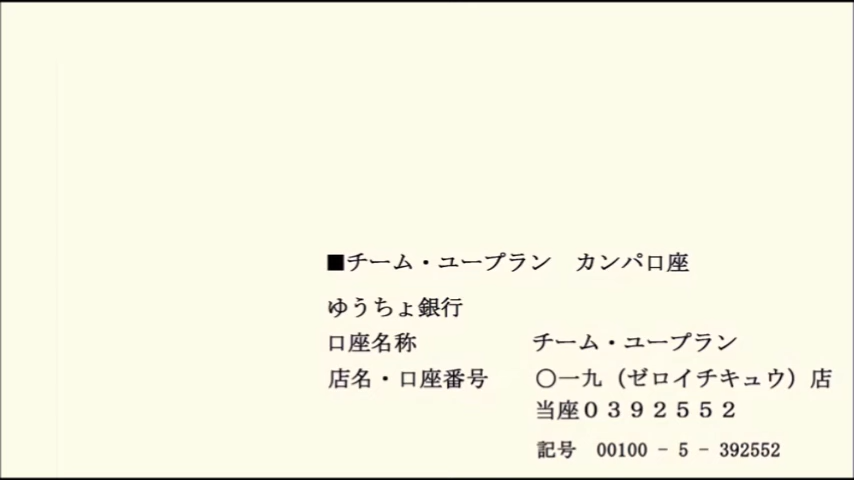 ■チーム・ユープラン　カンパ口座
ゆうちょ銀行
口座名称　チーム・ユープラン
店名・口座番号　〇一九（ゼロイチキュウ）店
当座０３９２５５２
記号　00100 － 5 － 392552